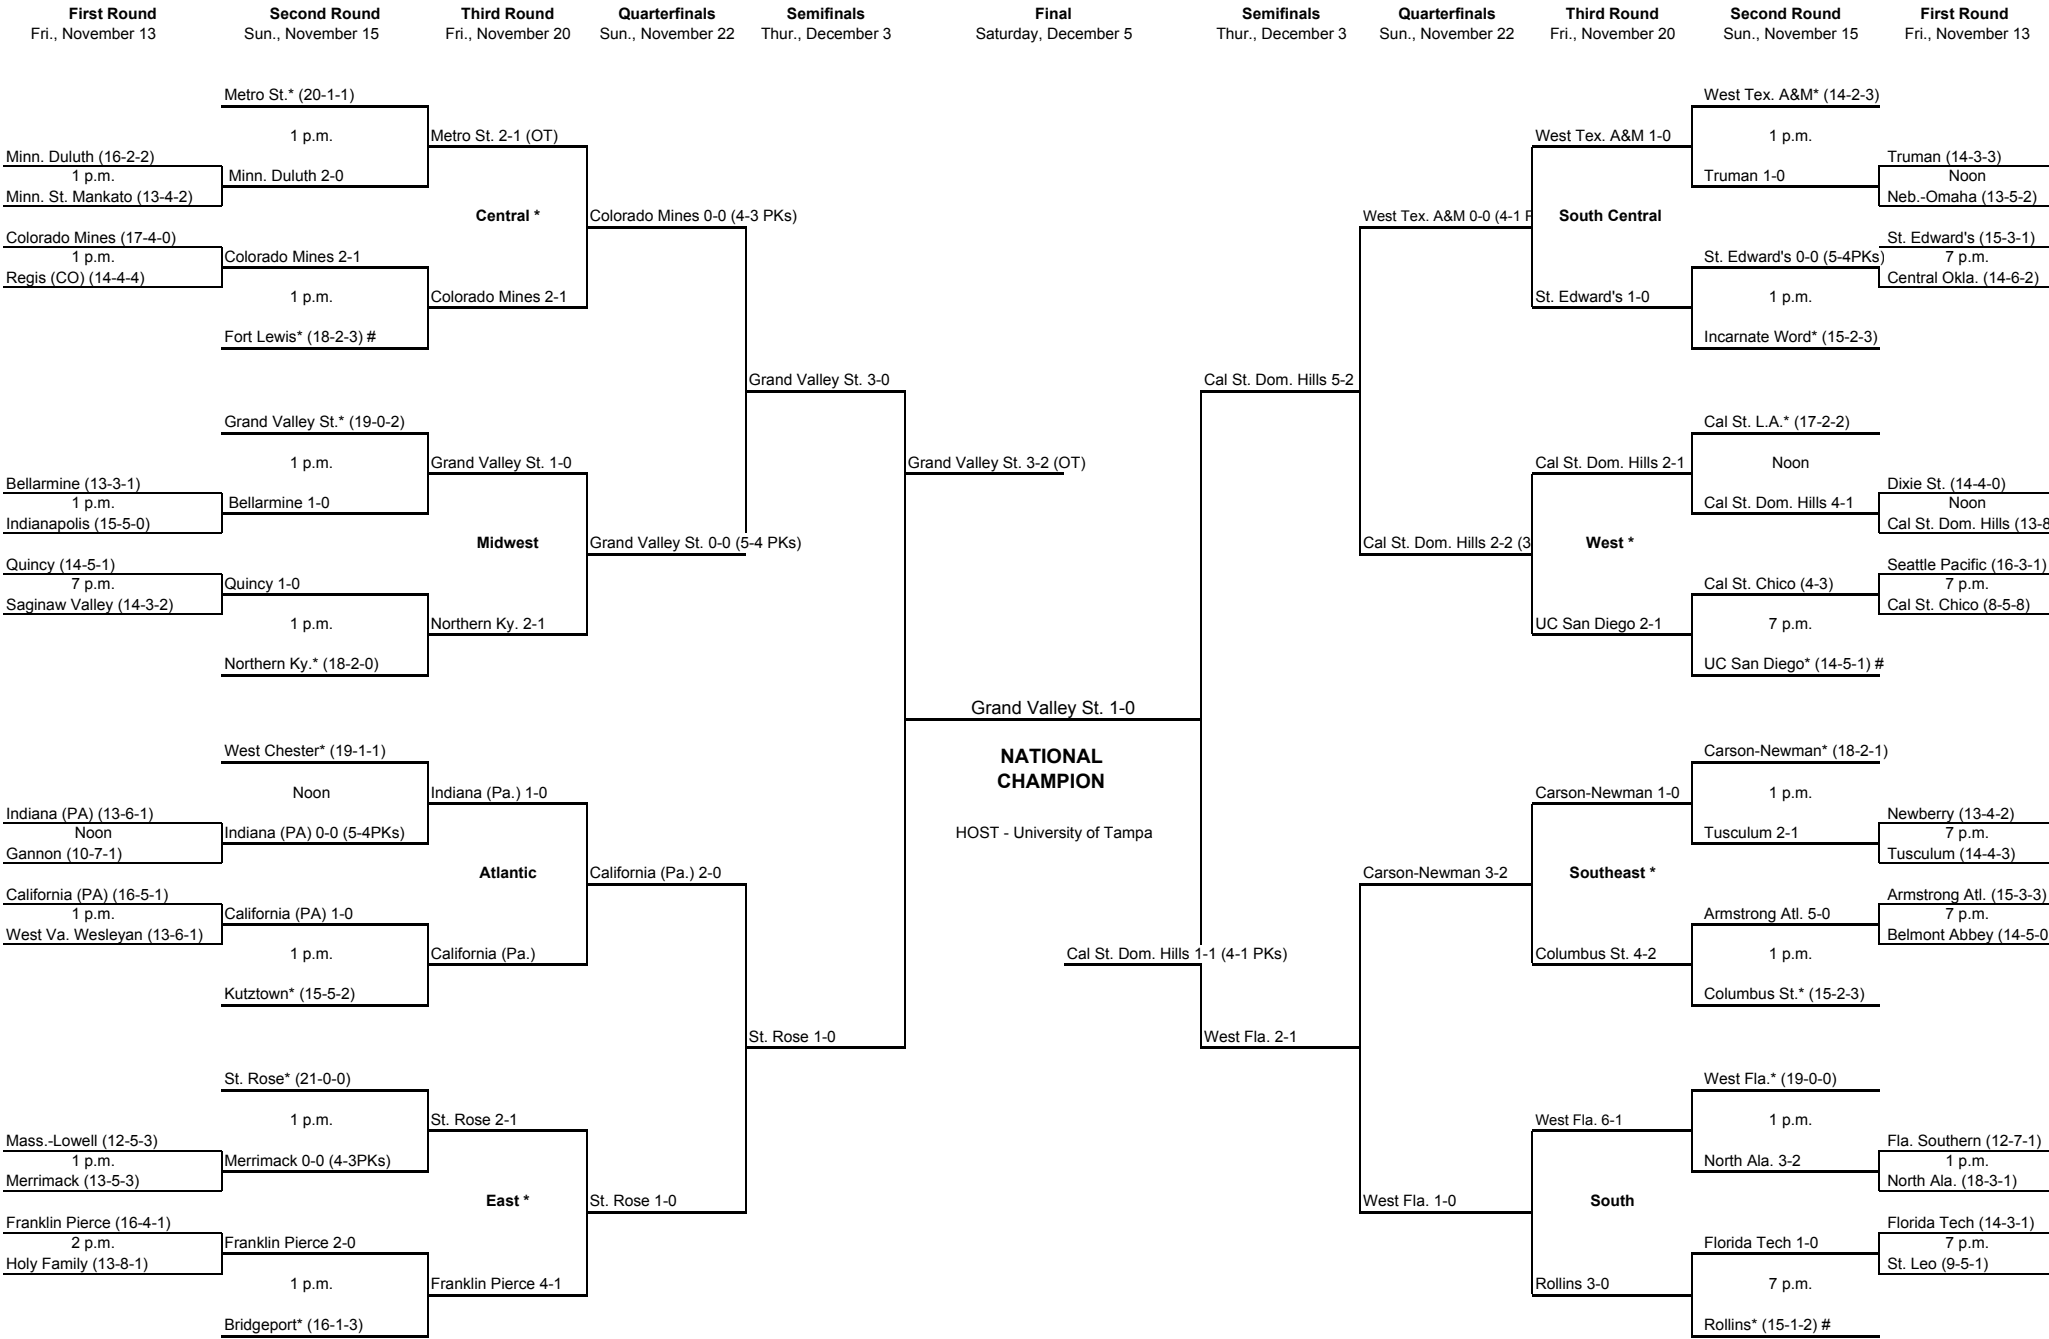 First Round
Fri., November 13
Second Round
Sun., November 15
Third Round
Fri., November 20
Quarterfinals
Sun., November 22
Semifinals
Thur., December 3
Final
Saturday, December 5
Semifinals
Thur., December 3
Quarterfinals
Sun., November 22
Third Round
Fri., November 20
Second Round
Sun., November 15
First Round
Fri., November 13
Metro St.* (20-1-1)
1 p.m.
Metro St. 2-1 (OT)
Minn. Duluth (16-2-2)
1 p.m.
Minn. Duluth 2-0
Minn. St. Mankato (13-4-2)
Central *
Colorado Mines 0-0 (4-3 PKs)
Colorado Mines (17-4-0)
1 p.m.
Colorado Mines 2-1
Regis (CO) (14-4-4)
1 p.m.
Colorado Mines 2-1
Fort Lewis* (18-2-3) #
Grand Valley St. 3-0
Grand Valley St.* (19-0-2)
1 p.m.
Grand Valley St. 1-0
Grand Valley St. 3-2 (OT)
Bellarmine (13-3-1)
1 p.m.
Bellarmine 1-0
Indianapolis (15-5-0)
Midwest
Grand Valley St. 0-0 (5-4 PKs)
Quincy (14-5-1)
7 p.m.
Quincy 1-0
Saginaw Valley (14-3-2)
1 p.m.
Northern Ky. 2-1
Northern Ky.* (18-2-0)
Grand Valley St. 1-0
NATIONAL
CHAMPION
HOST - University of Tampa
West Chester* (19-1-1)
Noon
Indiana (Pa.) 1-0
Indiana (PA) (13-6-1)
Noon
Indiana (PA) 0-0 (5-4PKs)
Gannon (10-7-1)
Atlantic
California (Pa.) 2-0
California (PA) (16-5-1)
1 p.m.
California (PA) 1-0
West Va. Wesleyan (13-6-1)
1 p.m.
California (Pa.)
Kutztown* (15-5-2)
St. Rose 1-0
St. Rose* (21-0-0)
1 p.m.
St. Rose 2-1
Mass.-Lowell (12-5-3)
1 p.m.
Merrimack 0-0 (4-3PKs)
Merrimack (13-5-3)
East *
St. Rose 1-0
Franklin Pierce (16-4-1)
2 p.m.
Franklin Pierce 2-0
Holy Family (13-8-1)
1 p.m.
Franklin Pierce 4-1
Bridgeport* (16-1-3)
West Tex. A&M* (14-2-3)
West Tex. A&M 1-0
1 p.m.
Truman (14-3-3)
Truman 1-0
Noon
Neb.-Omaha (13-5-2)
West Tex. A&M 0-0 (4-1 P
South Central
St. Edward's (15-3-1)
St. Edward's 0-0 (5-4PKs)
7 p.m.
Central Okla. (14-6-2)
St. Edward's 1-0
1 p.m.
Incarnate Word* (15-2-3)
Cal St. Dom. Hills 5-2
Cal St. L.A.* (17-2-2)
Cal St. Dom. Hills 2-1
Noon
Dixie St. (14-4-0)
Cal St. Dom. Hills 4-1
Noon
Cal St. Dom. Hills (13-8
Cal St. Dom. Hills 2-2 (3
West *
Seattle Pacific (16-3-1)
Cal St. Chico (4-3)
7 p.m.
Cal St. Chico (8-5-8)
UC San Diego 2-1
7 p.m.
UC San Diego* (14-5-1) #
Carson-Newman* (18-2-1)
Carson-Newman 1-0
1 p.m.
Newberry (13-4-2)
Tusculum 2-1
7 p.m.
Tusculum (14-4-3)
Carson-Newman 3-2
Southeast *
Armstrong Atl. (15-3-3)
Armstrong Atl. 5-0
7 p.m.
Belmont Abbey (14-5-0
Cal St. Dom. Hills 1-1 (4-1 PKs)
Columbus St. 4-2
1 p.m.
Columbus St.* (15-2-3)
West Fla. 2-1
West Fla.* (19-0-0)
West Fla. 6-1
1 p.m.
Fla. Southern (12-7-1)
North Ala. 3-2
1 p.m.
North Ala. (18-3-1)
West Fla. 1-0
South
Florida Tech (14-3-1)
Florida Tech 1-0
7 p.m.
St. Leo (9-5-1)
Rollins 3-0
7 p.m.
Rollins* (15-1-2) #